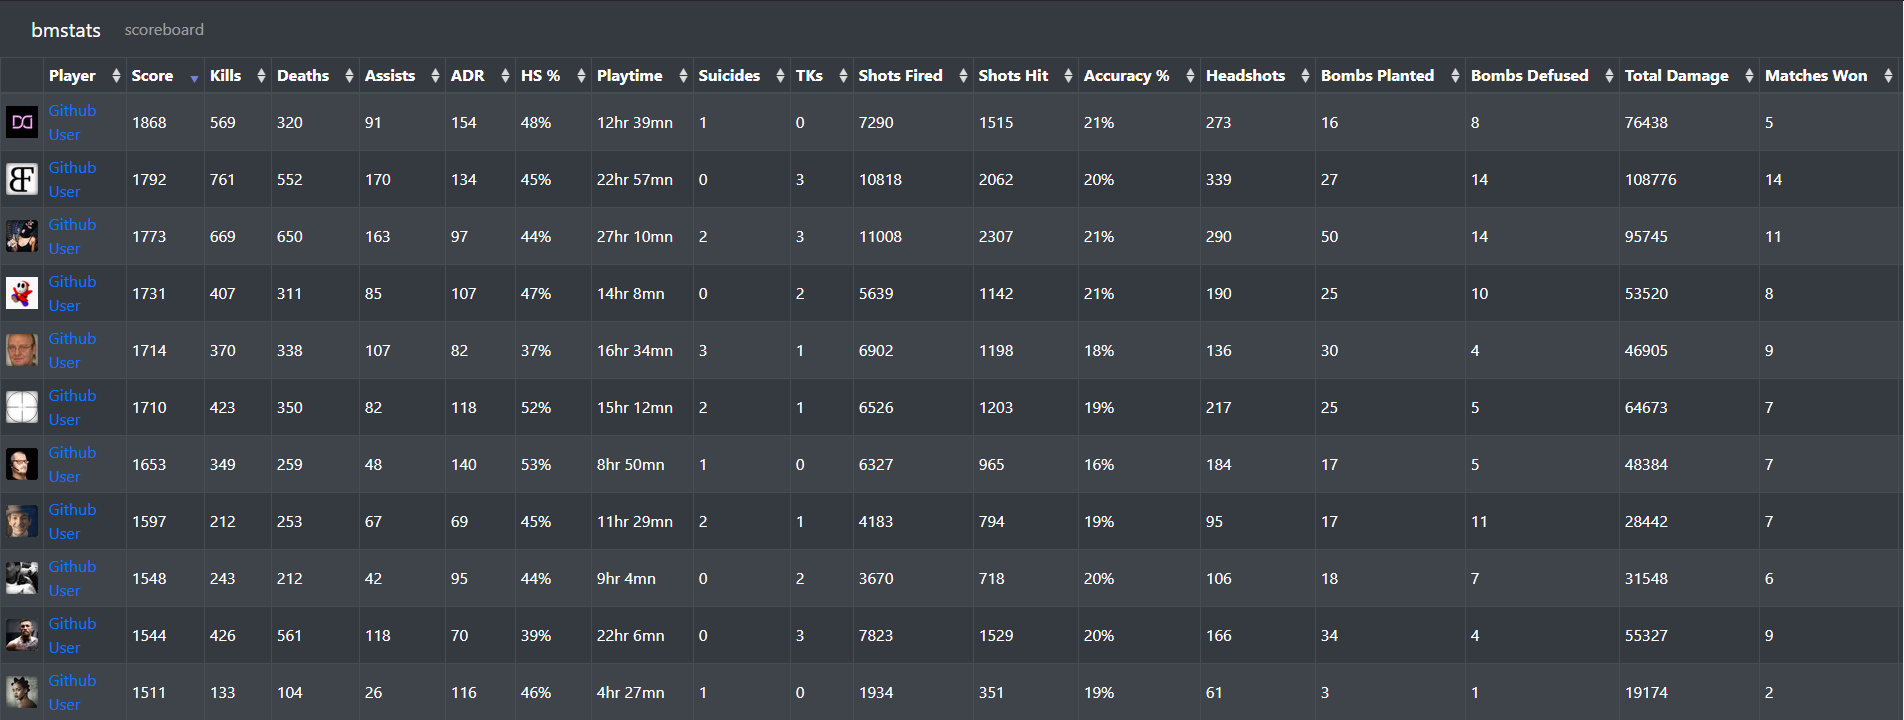 bmstats scoreboard
Player Score Kills Deaths Assists ADR HS % Playtime Suicides TKs Shots Fired Shots Hit Accuracy % Headshots Bombs Planted Bombs Defused Total Damage Matches Won
Github
User 1868 569 320 91 154 48% 12hr 39mn 1 0 7290 1515 21% 273 16 8 76438 5
Github
User 1792 761 552 170 134 45% 22hr 57mn 0 3 10818 2062 20% 339 27 14 108776 14
Github
User 1773 669 650 163 97 44% 27hr 10mn 2 3 11008 2307 21% 290 50 14 95745 11
Github
User 1731 407 311 85 107 47% 14hr 8mn 0 2 5639 1142 21% 190 25 10 53520 8
Github
User 1714 370 338 107 82 37% 16hr 34mn 3 1 6902 1198 18% 136 30 4 46905 9
Github
User 1710 423 350 82 118 52% 15hr 12mn 2 1 6526 1203 19% 217 25 5 64673 7
Github
User 1653 349 259 48 140 53% 8hr 50mn 1 0 6327 965 16% 184 17 5 48384 7
Github
User 1597 212 253 67 69 45% 11hr 29mn 2 1 4183 794 19% 95 17 11 28442 7
Github
User 1548 243 212 42 95 44% 9hr 4mn 0 2 3670 718 20% 106 18 7 31548 6
Github
User 1544 426 561 118 70 39% 22hr 6mn 0 3 7823 1529 20% 166 34 4 55327 9
Github
User 1511 133 104 26 116 46% 4hr 27mn 1 0 1934 351 19% 61 3 1 19174 2